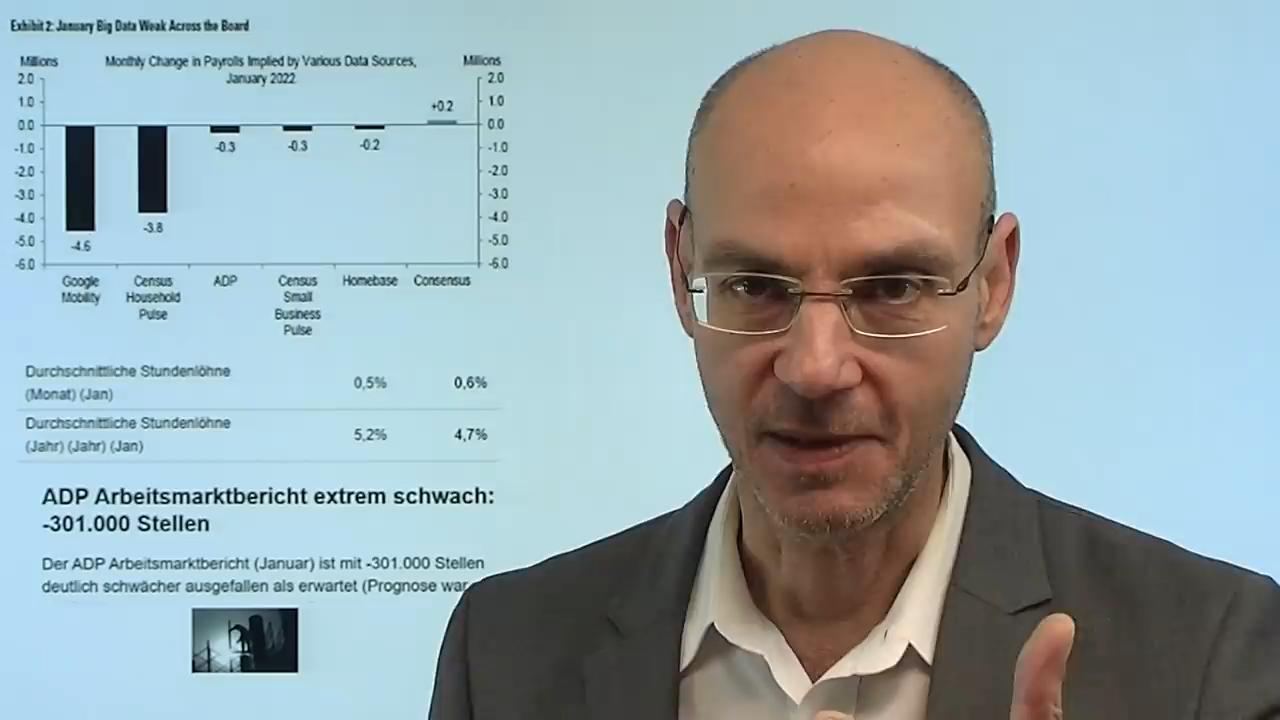 Exhibit 2: January Big Data Weak Across the Board
Millions
Monthly Change in Payrolls Implied by Various Data Sources,
January 2022
Millions
2.0
1.0
0.0
-1.0
-2.0
-3.0
-4.0
-5.0
-6.0
-4.6
-3.8
-0.3
-0.3
-0.2
+0.2
2.0
1.0
0.0
-1.0
-2.0
-3.0
-4.0
-5.0
-6.0
Google
Mobility
Census
Household
Pulse
ADP
Census
Small
Business
Pulse
Homebase
Consensus
Durchschnittliche Stundenlöhne
(Monat) (Jan)
0,5%
0,6%
Durchschnittliche Stundenlöhne
(Jahr) (Jahr) (Jan)
5,2%
4,7%
ADP Arbeitsmarktbericht extrem schwach:
-301.000 Stellen
Der ADP Arbeitsmarktbericht (Januar) ist mit -301.000 Stellen
deutlich schwächer ausgefallen als erwartet (Prognose war